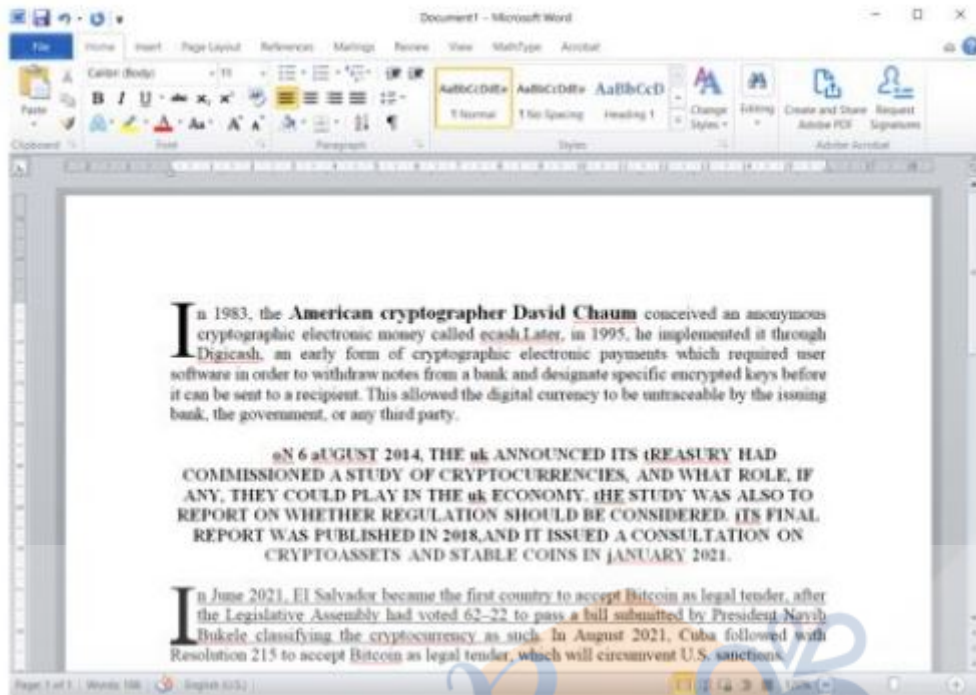 Document1 - Microsoft Word
File Home Insert Page Layout References Mailings Review View MathType Acrobat
Calibri (Body) 11
AaBbCcDdEe AaBbCcDdEe AaBbCcD
Paste
B I U abc x, x²
¶ Normal ¶ No Spacing Heading 1
Change Styles
Editing
Create and Share Adobe PDF
Request Signatures
Clipboard Font Paragraph Styles Adobe Acrobat
In 1983, the American cryptographer David Chaum conceived an anonymous
cryptographic electronic money called ecash.Later, in 1995, he implemented it through
Digicash, an early form of cryptographic electronic payments which required user
software in order to withdraw notes from a bank and designate specific encrypted keys before
it can be sent to a recipient. This allowed the digital currency to be untraceable by the issuing
bank, the government, or any third party.
oN 6 aUGUST 2014, THE uk ANNOUNCED ITS tREASURY HAD
COMMISSIONED A STUDY OF CRYPTOCURRENCIES, AND WHAT ROLE, IF
ANY, THEY COULD PLAY IN THE uk ECONOMY. tHE STUDY WAS ALSO TO
REPORT ON WHETHER REGULATION SHOULD BE CONSIDERED. iTS FINAL
REPORT WAS PUBLISHED IN 2018,AND IT ISSUED A CONSULTATION ON
CRYPTOASSETS AND STABLE COINS IN jANUARY 2021.
In June 2021, El Salvador became the first country to accept Bitcoin as legal tender, after
the Legislative Assembly had voted 62–22 to pass a bill submitted by President Nayib
Bukele classifying the cryptocurrency as such. In August 2021, Cuba followed with
Resolution 215 to accept Bitcoin as legal tender, which will circumvent U.S. sanctions.
Page: 1 of 1 Words: 186 English (U.S.) 120%